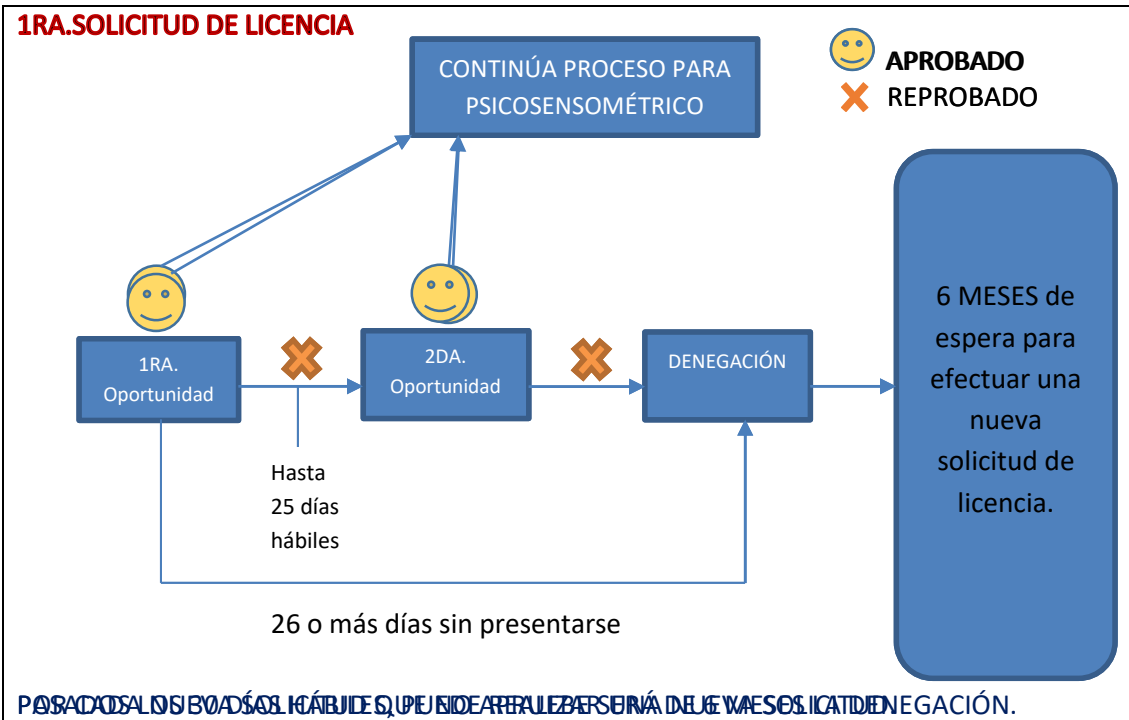 1RA.SOLICITUD DE LICENCIA
CONTINÚA PROCESO PARA
PSICOSENSOMÉTRICO
APROBADO
REPROBADO
1RA.
Oportunidad
2DA.
Oportunidad
DENEGACIÓN
6 MESES de
espera para
efectuar una
nueva
solicitud de
licencia.
Hasta
25 días
hábiles
26 o más días sin presentarse
DENEGACIÓN.